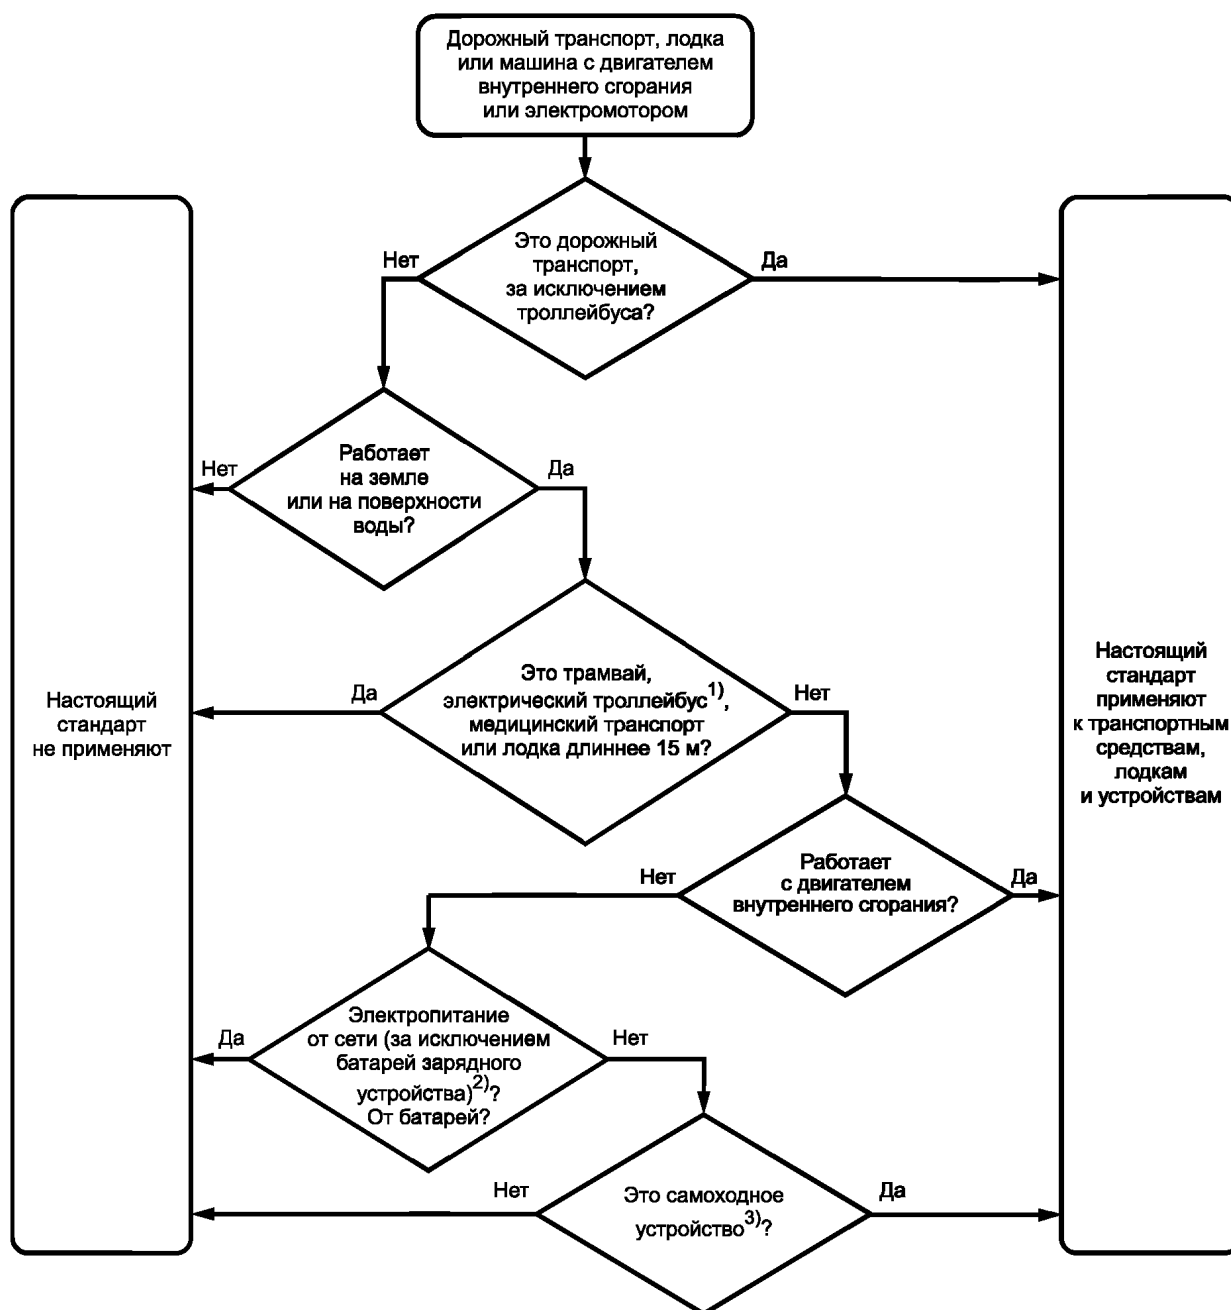 Дорожный транспорт, лодка
или машина с двигателем
внутреннего сгорания
или электромотором
Это дорожный
транспорт,
за исключением
троллейбуса?
Нет
Да
Работает
на земле
или на поверхности
воды?
Нет
Да
Это трамвай,
электрический троллейбус1),
медицинский транспорт
или лодка длиннее 15 м?
Да
Нет
Настоящий
стандарт
не применяют
Настоящий
стандарт
применяют
к транспортным
средствам,
лодкам
и устройствам
Работает
с двигателем
внутреннего сгорания?
Нет
Да
Электропитание
от сети (за исключением
батарей зарядного
устройства)2)?
От батарей?
Да
Нет
Это самоходное
устройство3)?
Нет
Да